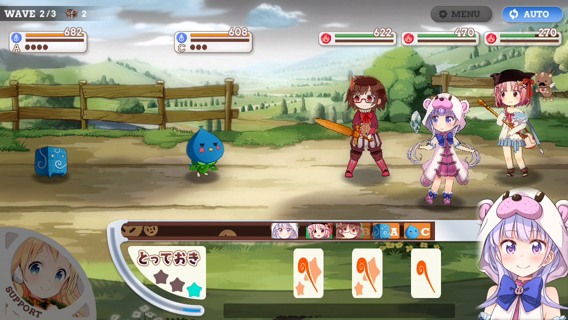 WAVE 2/3 2
MENU
AUTO
682
A
608
C
622
470
270
A C
とっておき
SUPPORT